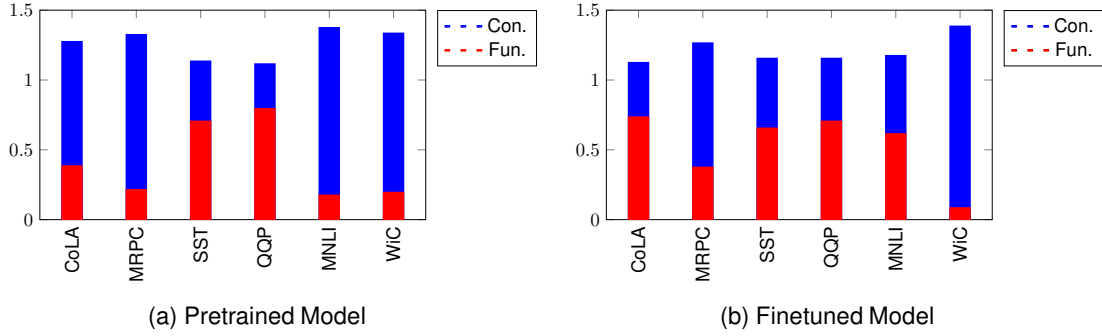 1.5
1
0.5
0
CoLA
MRPC
SST
QQP
MNLI
WiC
Con.
Fun.
(a) Pretrained Model
1.5
1
0.5
0
CoLA
MRPC
SST
QQP
MNLI
WiC
Con.
Fun.
(b) Finetuned Model